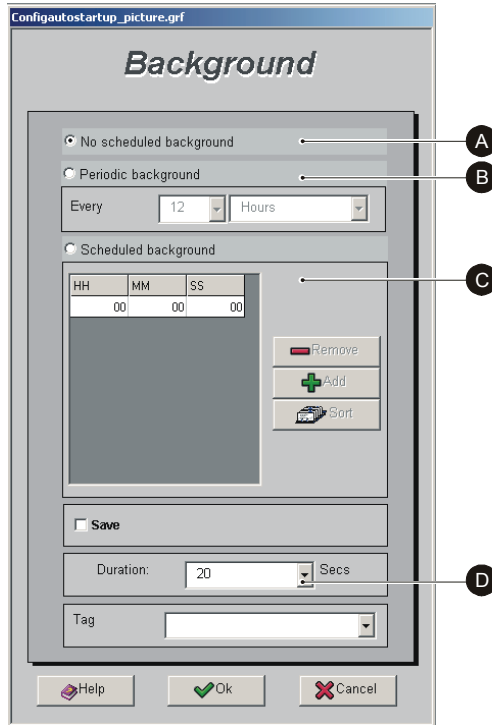 Configautostartup_picture.grf
Background
No scheduled background
A
Periodic background
B
Every 12 Hours
Scheduled background
C
HH MM SS
00 00 00
Remove
Add
Sort
Save
Duration: 20 Secs
D
Tag
Help Ok Cancel